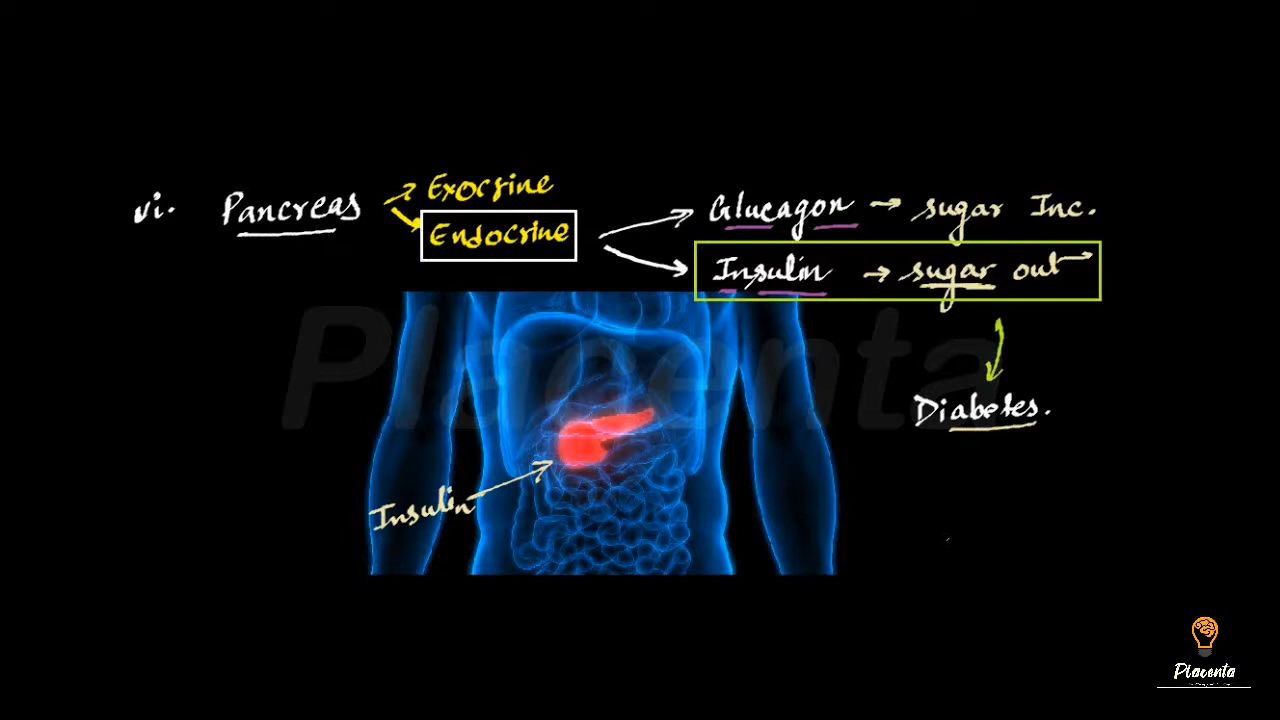 vi. Pancreas
Exocrine
Endocrine
Glucagon → sugar Inc.
Insulin → sugar out →
Diabetes.
Insulin
Placenta
Placenta